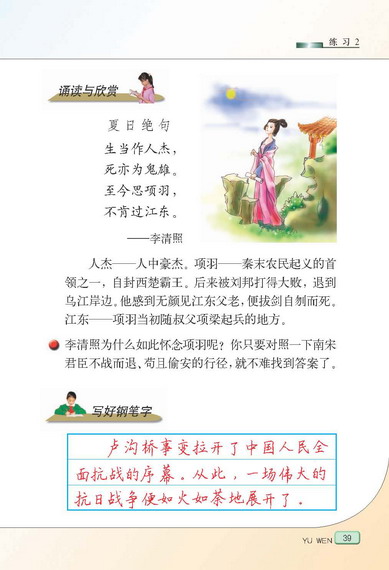 练习2
诵读与欣赏
夏日绝句
生当作人杰，
死亦为鬼雄。
至今思项羽，
不肯过江东。
——李清照
人杰——人中豪杰。项羽——秦末农民起义的首
领之一，自封西楚霸王。后来被刘邦打得大败，退到
乌江岸边。他感到无颜见江东父老，便拔剑自刎而死。
江东——项羽当初随叔父项梁起兵的地方。
李清照为什么如此怀念项羽呢？你只要对照一下南宋
君臣不战而退、苟且偷安的行径，就不难找到答案了。
写好钢笔字
卢沟桥事变拉开了中国人民全
面抗战的序幕。从此，一场伟大的
抗日战争便如火如荼地展开了。
YU WEN 39